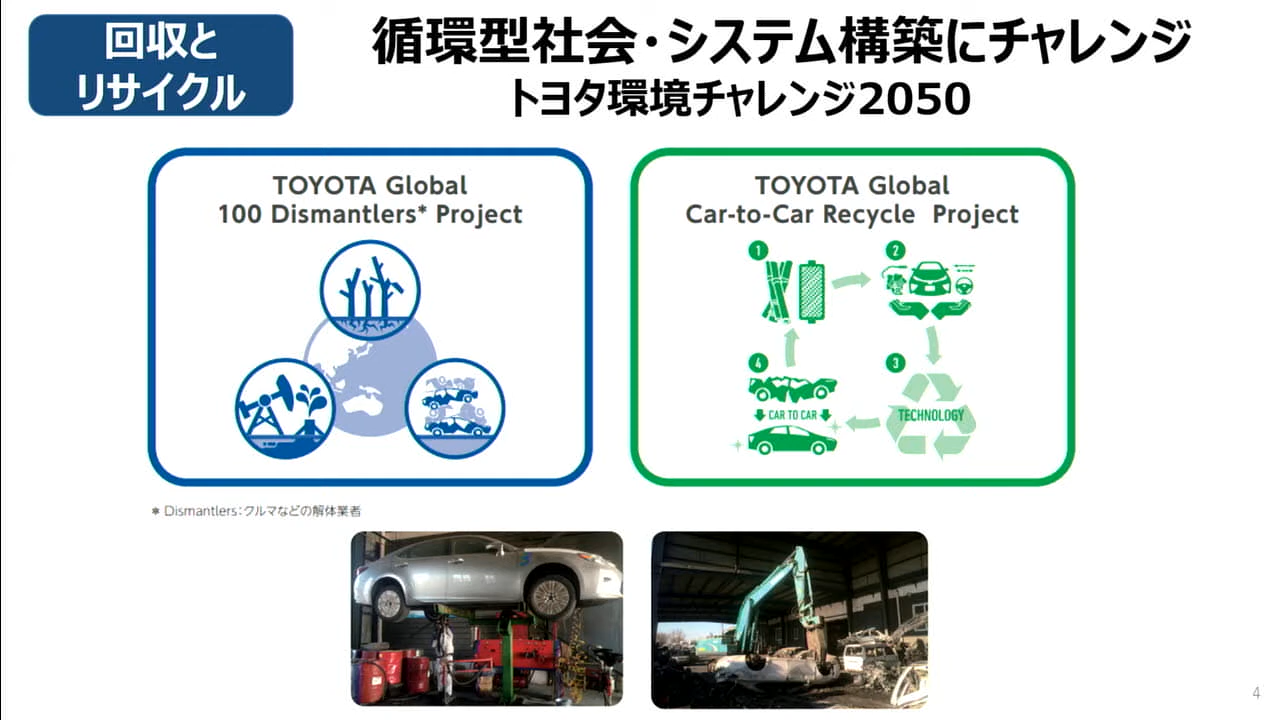 回収と
リサイクル
循環型社会・システム構築にチャレンジ
トヨタ環境チャレンジ2050
TOYOTA Global
100 Dismantlers* Project
TOYOTA Global
Car-to-Car Recycle Project
1
2
4
3
CAR TO CAR
TECHNOLOGY
* Dismantlers:クルマなどの解体業者
4